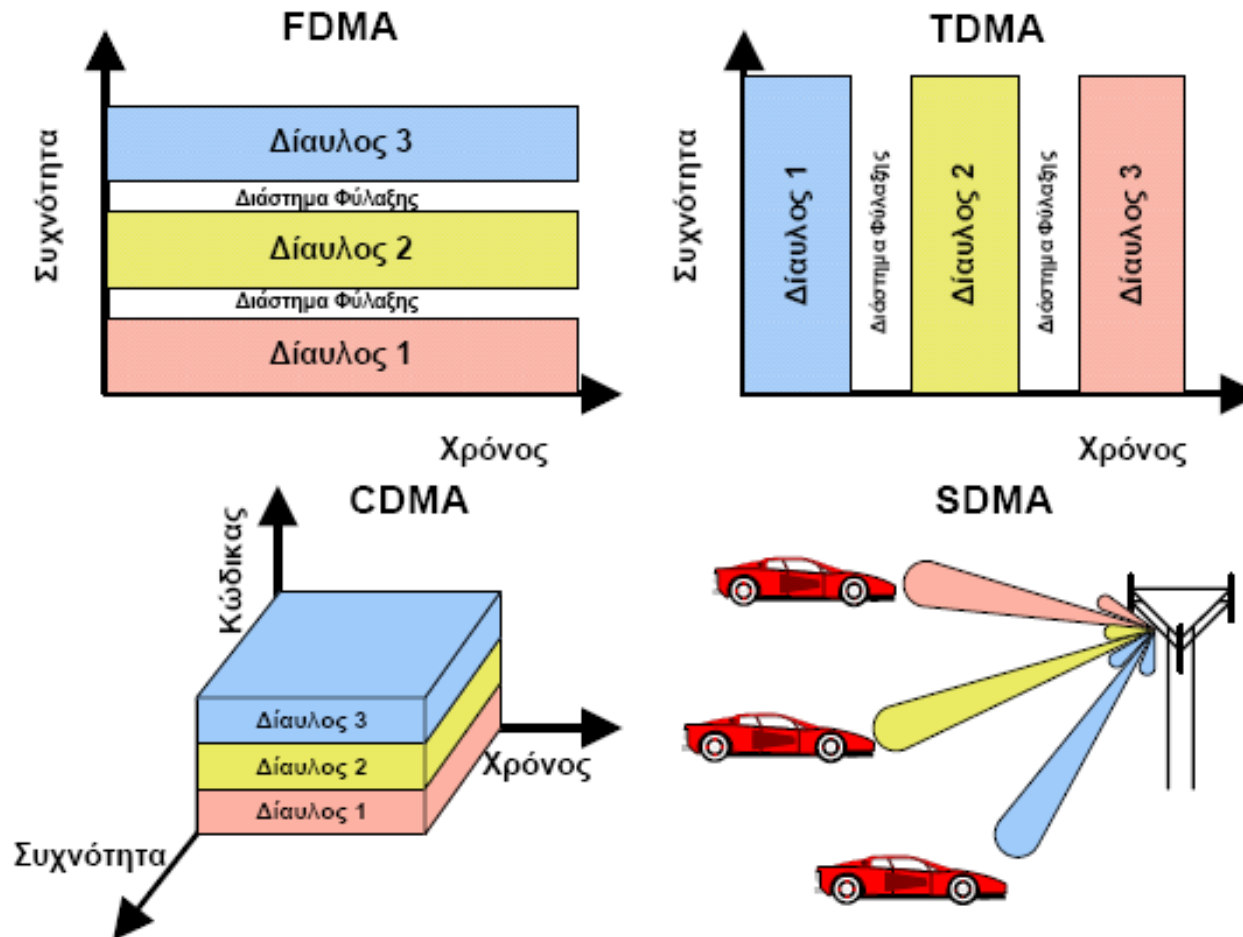 FDMA
Συχνότητα
Δίαυλος 3
Διάστημα Φύλαξης
Δίαυλος 2
Διάστημα Φύλαξης
Δίαυλος 1
Χρόνος
TDMA
Συχνότητα
Δίαυλος 1
Διάστημα Φύλαξης
Δίαυλος 2
Διάστημα Φύλαξης
Δίαυλος 3
Χρόνος
CDMA
Κώδικας
Δίαυλος 3
Δίαυλος 2
Δίαυλος 1
Χρόνος
Συχνότητα
SDMA